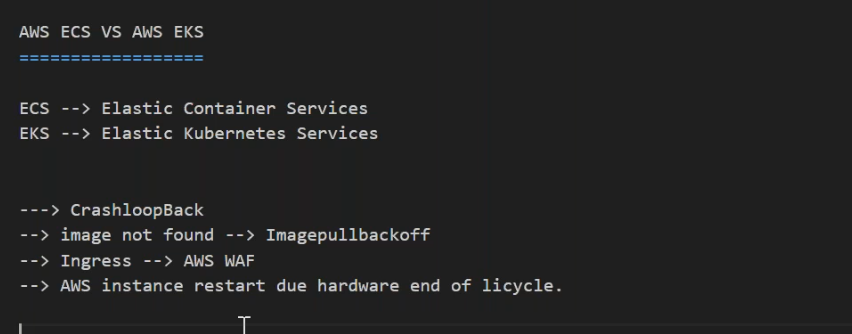 AWS ECS VS AWS EKS
==================
ECS --> Elastic Container Services
EKS --> Elastic Kubernetes Services
---> CrashloopBack
--> image not found --> Imagepullbackoff
--> Ingress --> AWS WAF
--> AWS instance restart due hardware end of licycle.